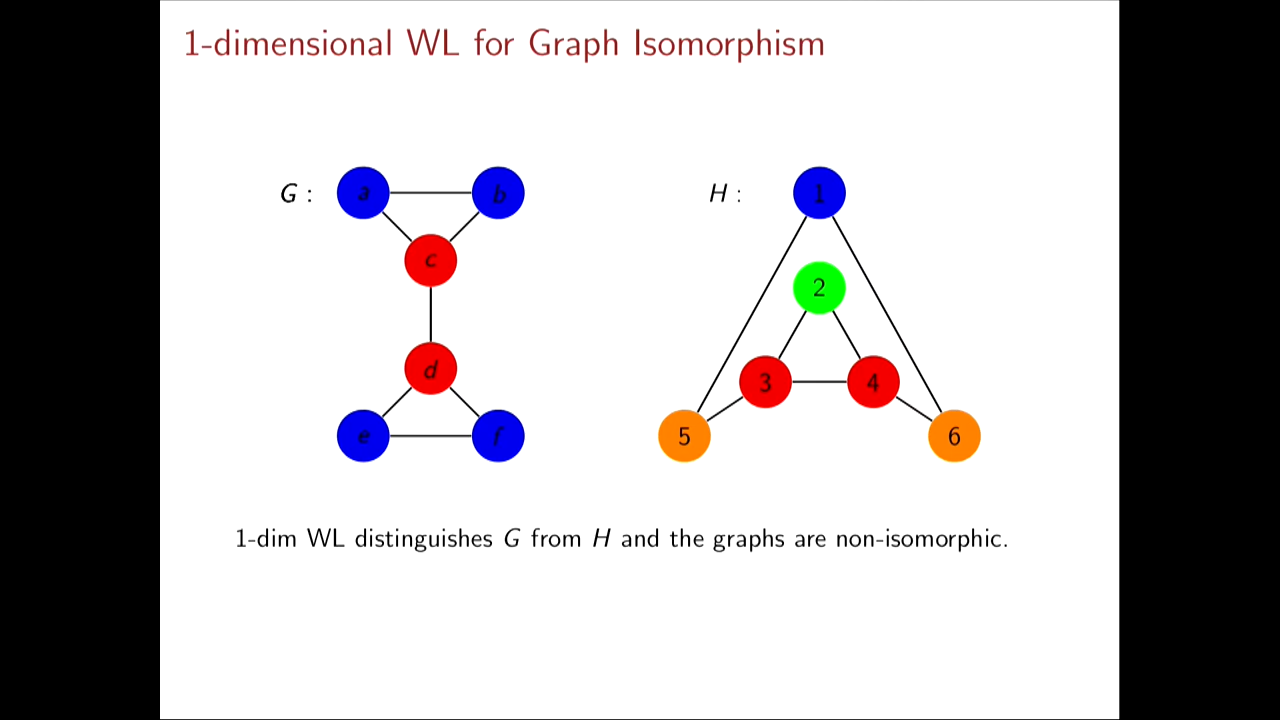 1-dimensional WL for Graph Isomorphism
G : a b H : 1
c
2
d
3 4
e f 5 6
1-dim WL distinguishes G from H and the graphs are non-isomorphic.